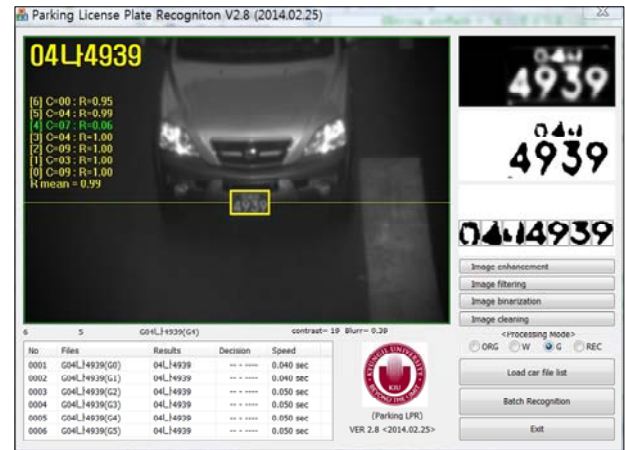 Parking License Plate Recogniton V2.8 (2014.02.25)
04나4939
[6] C=00 : R=0.95
[5] C=04 : R=0.99
[4] C=07 : R=0.06
[3] C=04 : R=1.00
[2] C=09 : R=1.00
[1] C=03 : R=1.00
[0] C=09 : R=1.00
R mean = 0.99
4939
04나
4939
04나
4939
04나4939
Image enhancement
Image filtering
Image binarization
Image cleaning
6 5 G04나4939(G4) contrast= 19 Blurr= 0.39
<Processing Mode>
ORG W G REC
No Files Results Decision Speed
0001 G04나4939(G0) 04나4939 -- - ---- 0.040 sec
0002 G04나4939(G1) 04나4939 -- - ---- 0.040 sec
0003 G04나4939(G2) 04나4939 -- - ---- 0.050 sec
0004 G04나4939(G3) 04나4939 -- - ---- 0.050 sec
0005 G04나4939(G4) 04나4939 -- - ---- 0.050 sec
0006 G04나4939(G5) 04나4939 -- - ---- 0.050 sec
KYUNGIL UNIVERSITY
KIU
BEYOND THE LIMIT
(Parking LPR)
VER 2.8 <2014.02.25>
Load car file list
Batch Recognition
Exit